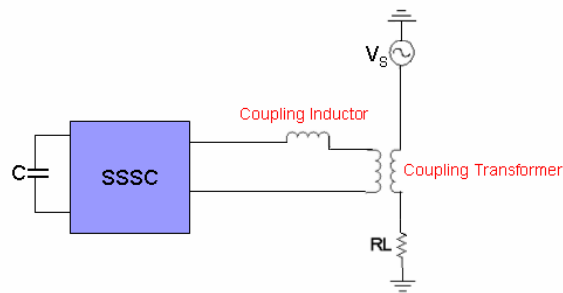 Vs
Coupling Inductor
C
SSSC
Coupling Transformer
RL